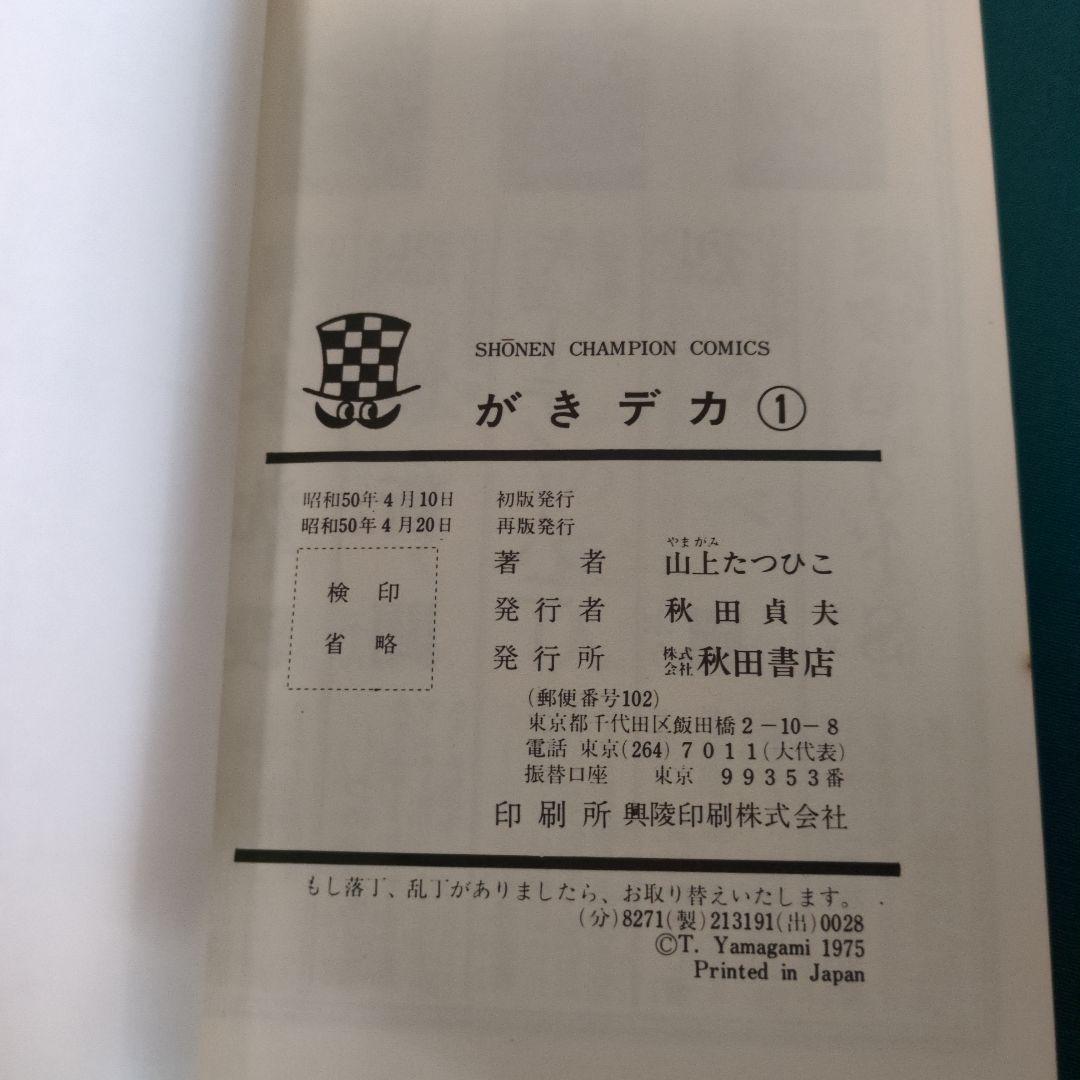 SHŌNEN CHAMPION COMICS
がきデカ①
昭和50年4月10日 初版発行
昭和50年4月20日 再版発行
検印
省略
やまがみ
著者 山上たつひこ
発行者 秋田貞夫
発行所 株式会社秋田書店
(郵便番号102)
東京都千代田区飯田橋2-10-8
電話 東京(264)7011(大代表)
振替口座 東京 99353番
印刷所 興陵印刷株式会社
もし落丁、乱丁がありましたら、お取り替えいたします。
(分)8271(製)213191(出)0028
©T. Yamagami 1975
Printed in Japan